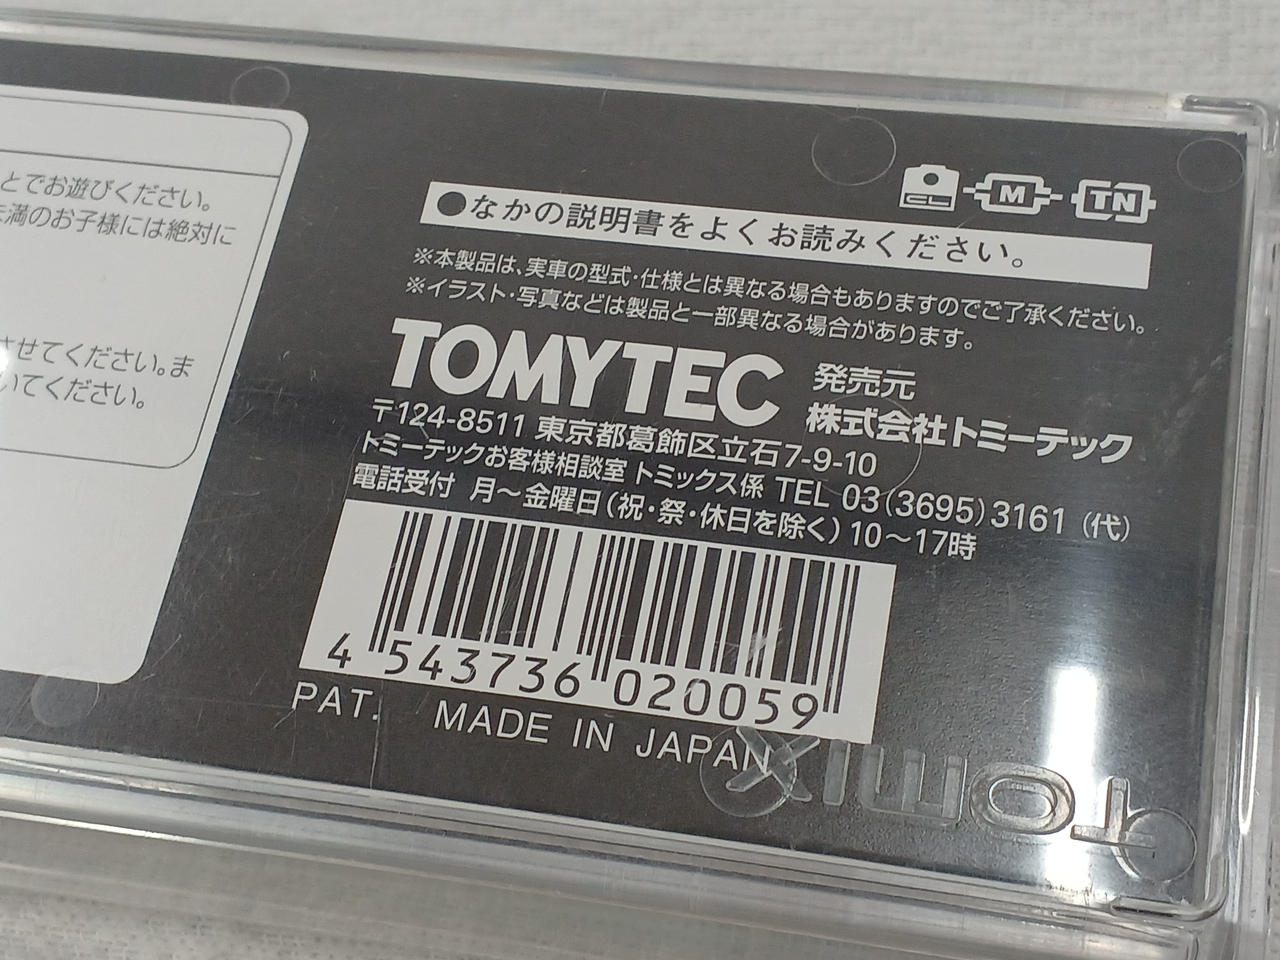 とでお遊びください。
満のお子様には絶対に
させてください。ま
いてください。
CL M TN
●なかの説明書をよくお読みください。
※本製品は、実車の型式・仕様とは異なる場合もありますのでご了承ください。
※イラスト・写真などは製品と一部異なる場合があります。
TOMYTEC 発売元
株式会社トミーテック
〒124-8511 東京都葛飾区立石7-9-10
トミーテックお客様相談室 トミックス係 TEL 03(3695)3161 (代)
電話受付 月～金曜日(祝・祭・休日を除く)10～17時
4 543736 020059
PAT. MADE IN JAPAN
TOMIX